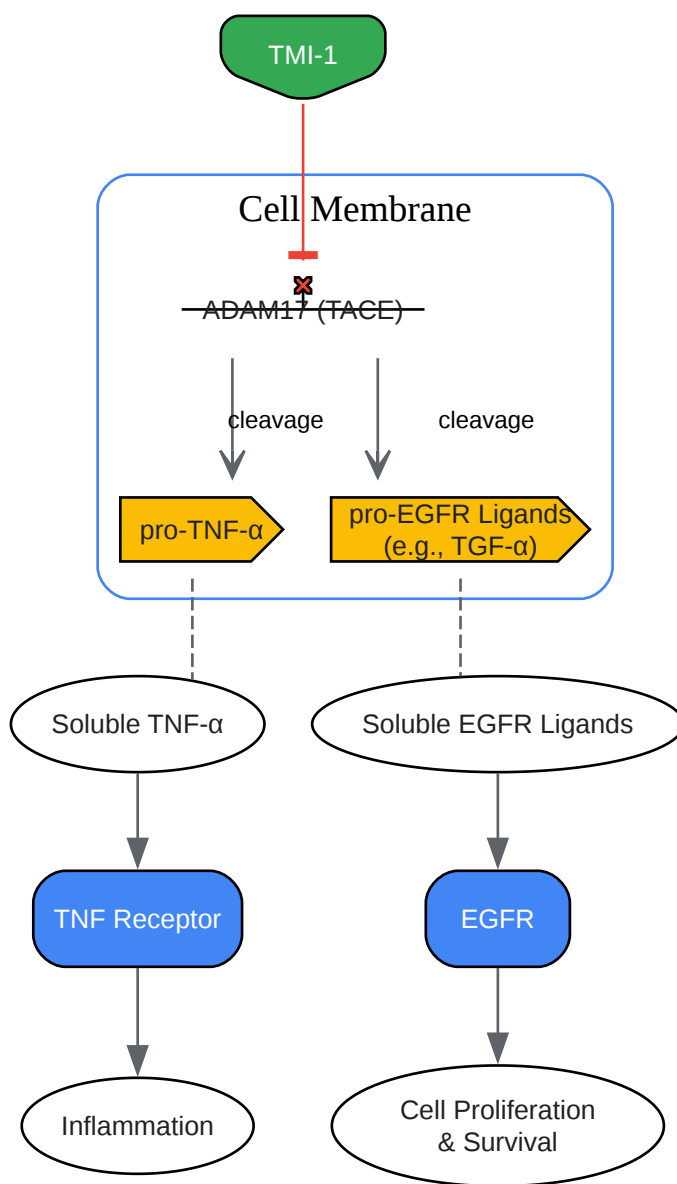 TMI-1
Cell Membrane
ADAM17 (TACE)
cleavage
cleavage
pro-TNF-α
pro-EGFR Ligands
(e.g., TGF-α)
Soluble TNF-α
Soluble EGFR Ligands
TNF Receptor
EGFR
Inflammation
Cell Proliferation
& Survival